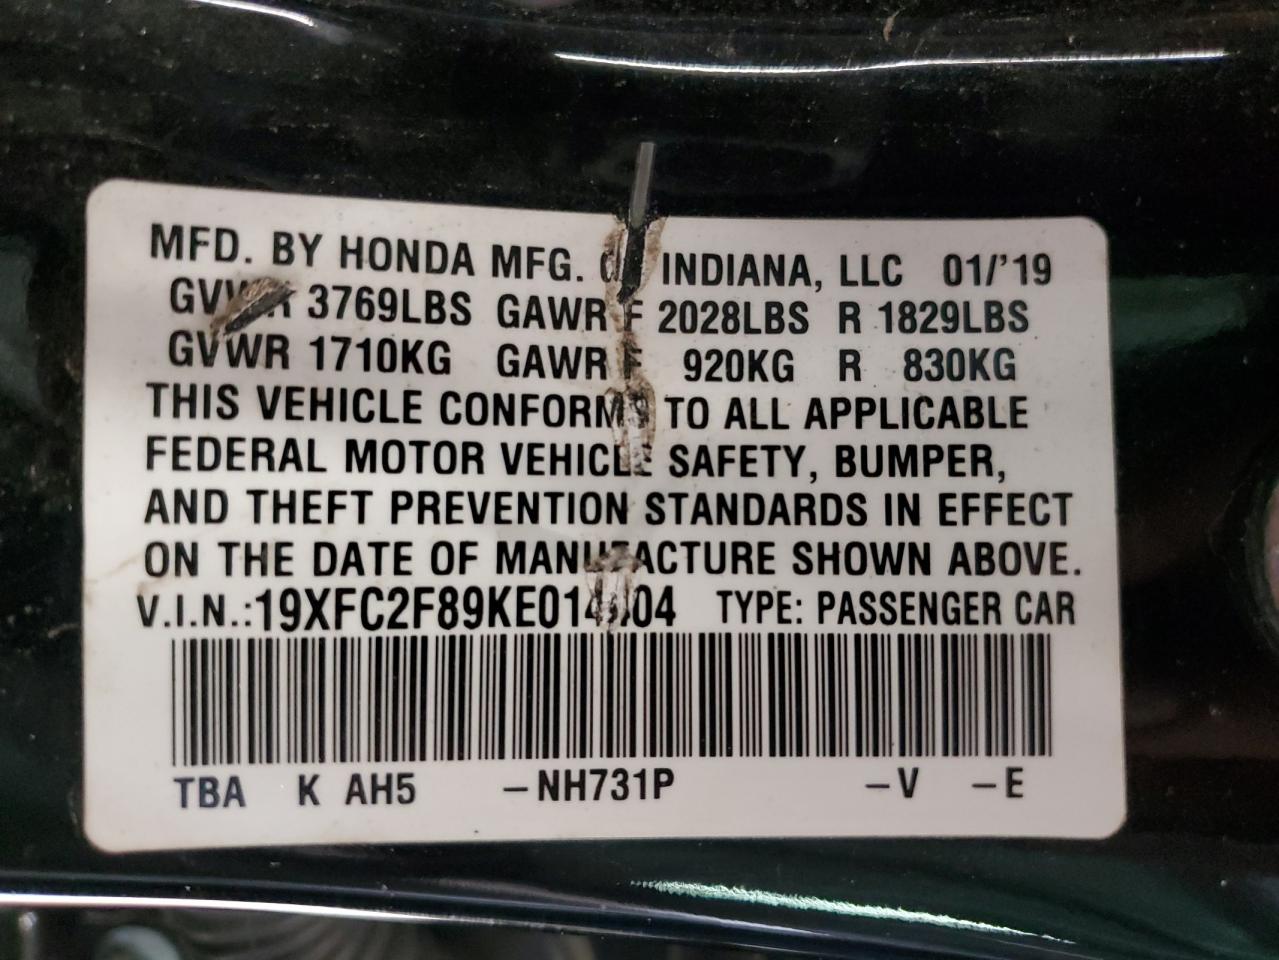 MFD. BY HONDA MFG. INDIANA, LLC 01/'19
GVWR 3769LBS GAWR F 2028LBS R 1829LBS
GVWR 1710KG GAWR F 920KG R 830KG
THIS VEHICLE CONFORMS TO ALL APPLICABLE
FEDERAL MOTOR VEHICLE SAFETY, BUMPER,
AND THEFT PREVENTION STANDARDS IN EFFECT
ON THE DATE OF MANUFACTURE SHOWN ABOVE.
V.I.N.: TYPE: PASSENGER CAR
TBA K AH5 –NH731P –V –E